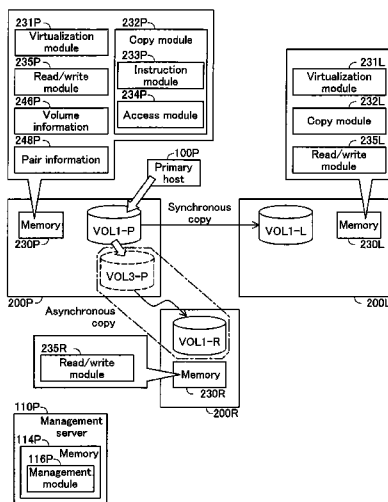 231P
Virtualization module
235P
Read/write module
246P
Volume information
248P
Pair information
232P
Copy module
233P
Instruction module
234P
Access module
231L
Virtualization module
232L
Copy module
235L
Read/write module
100P
Primary host
Memory
230P
VOL1-P
Synchronous copy
VOL1-L
Memory
230L
VOL3-P
200P
200L
Asynchronous copy
VOL1-R
235R
Read/write module
Memory
230R
200R
110P
Management server
114P
Memory
116P
Management module